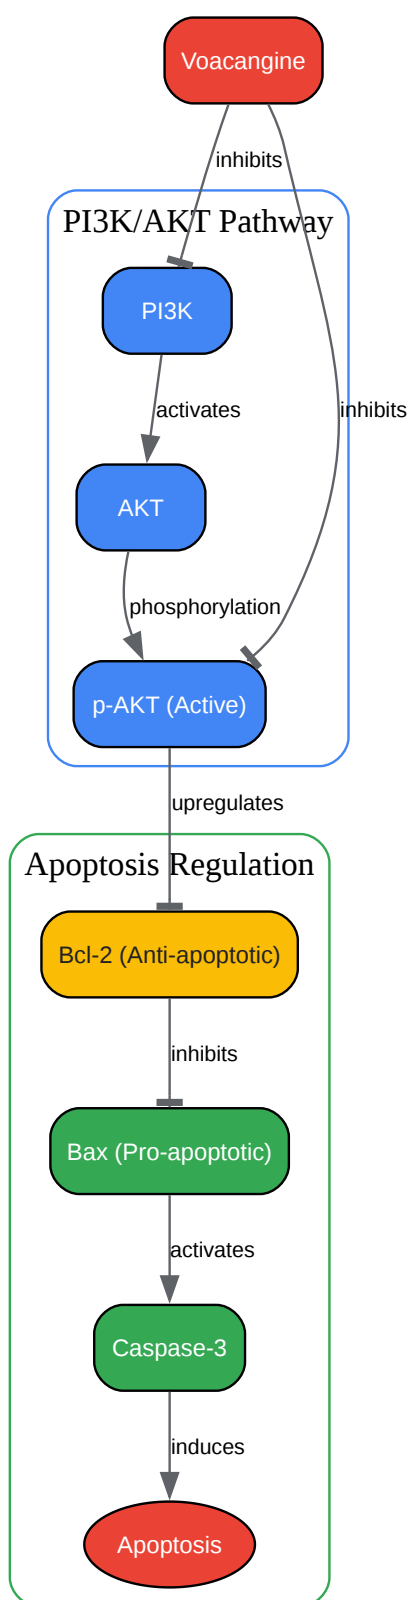 Voacangine
inhibits
PI3K/AKT Pathway
PI3K
activates
inhibits
AKT
phosphorylation
p-AKT (Active)
upregulates
Apoptosis Regulation
Bcl-2 (Anti-apoptotic)
inhibits
Bax (Pro-apoptotic)
activates
Caspase-3
induces
Apoptosis